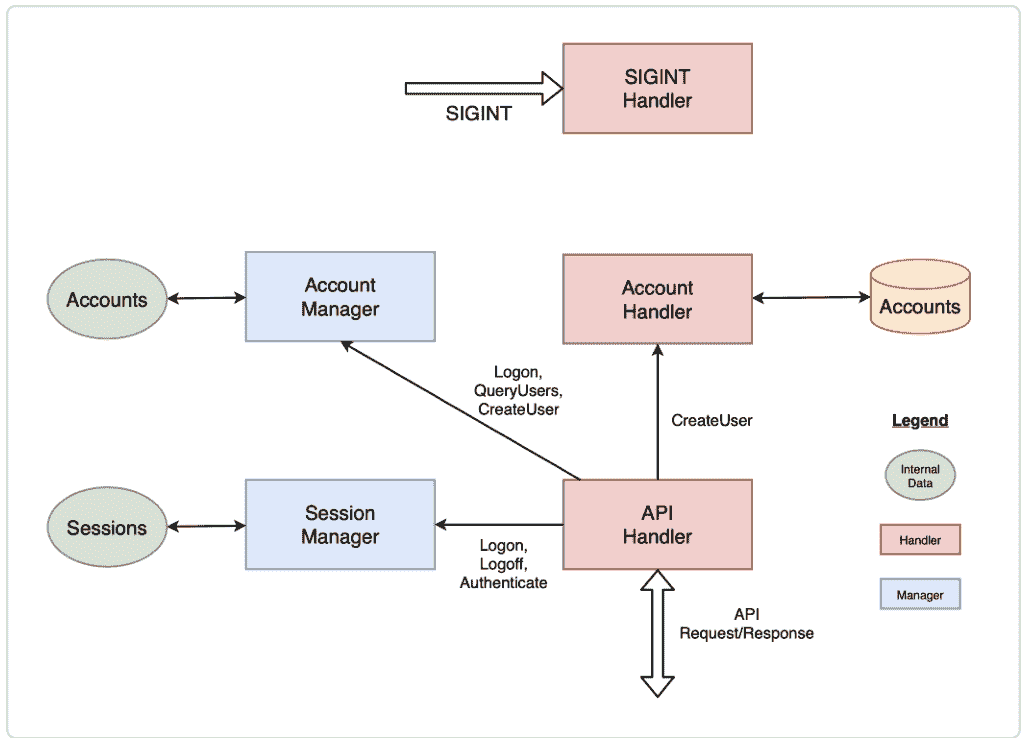 SIGINT
Handler
SIGINT
Accounts
Account
Manager
Account
Handler
Accounts
Logon,
QueryUsers,
CreateUser
CreateUser
Legend
Internal
Data
Sessions
Session
Manager
API
Handler
Handler
Logon,
Logoff,
Authenticate
Manager
API
Request/Response